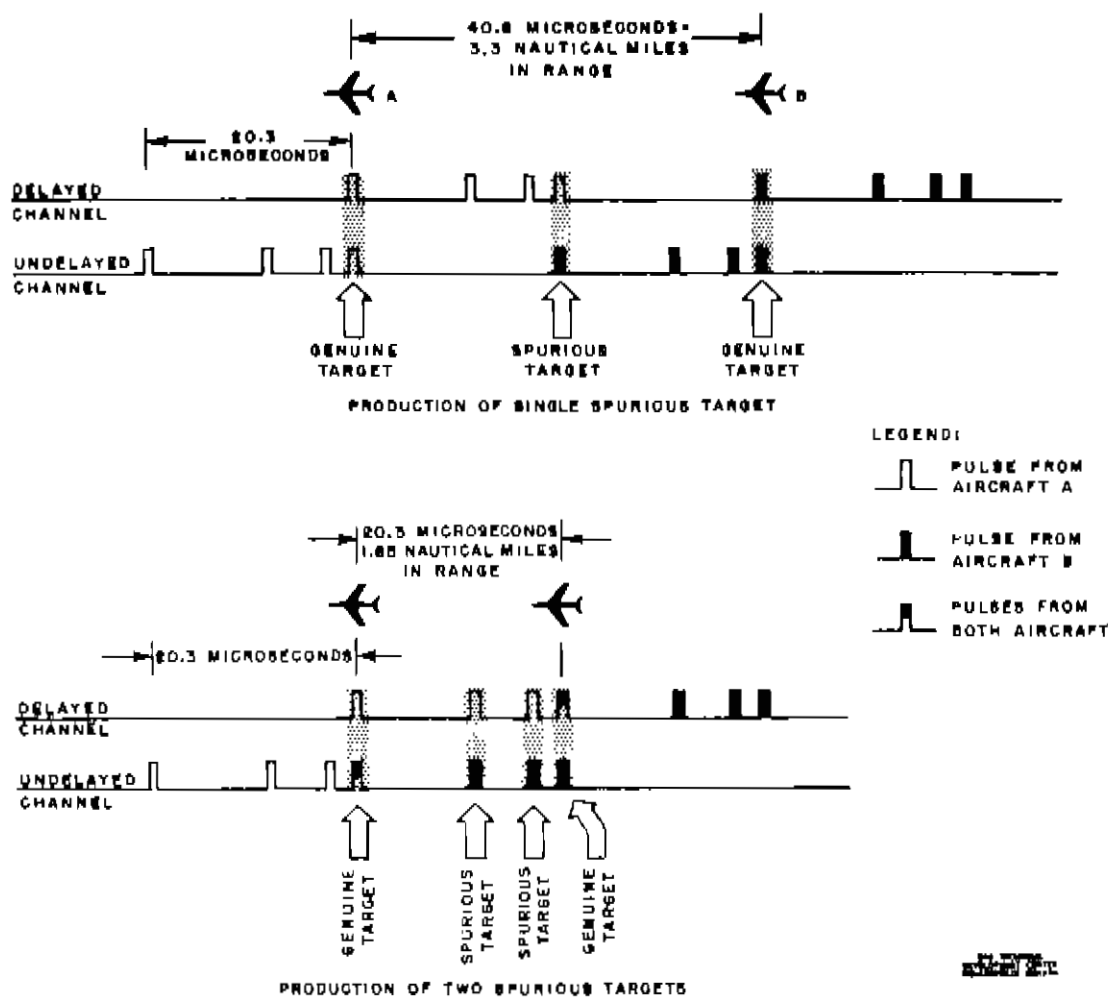 40.6 MICROSECONDS=
3.3 NAUTICAL MILES
IN RANGE
A
B
20.3
MICROSECONDS
DELAYED
CHANNEL
UNDELAYED
CHANNEL
GENUINE
TARGET
SPURIOUS
TARGET
GENUINE
TARGET
PRODUCTION OF SINGLE SPURIOUS TARGET
LEGEND:
PULSE FROM
AIRCRAFT A
PULSE FROM
AIRCRAFT B
PULSES FROM
BOTH AIRCRAFT
20.3 MICROSECONDS
1.65 NAUTICAL MILES
IN RANGE
20.3 MICROSECONDS
DELAYED
CHANNEL
UNDELAYED
CHANNEL
GENUINE
TARGET
SPURIOUS
TARGET
SPURIOUS
TARGET
GENUINE
TARGET
PRODUCTION OF TWO SPURIOUS TARGETS